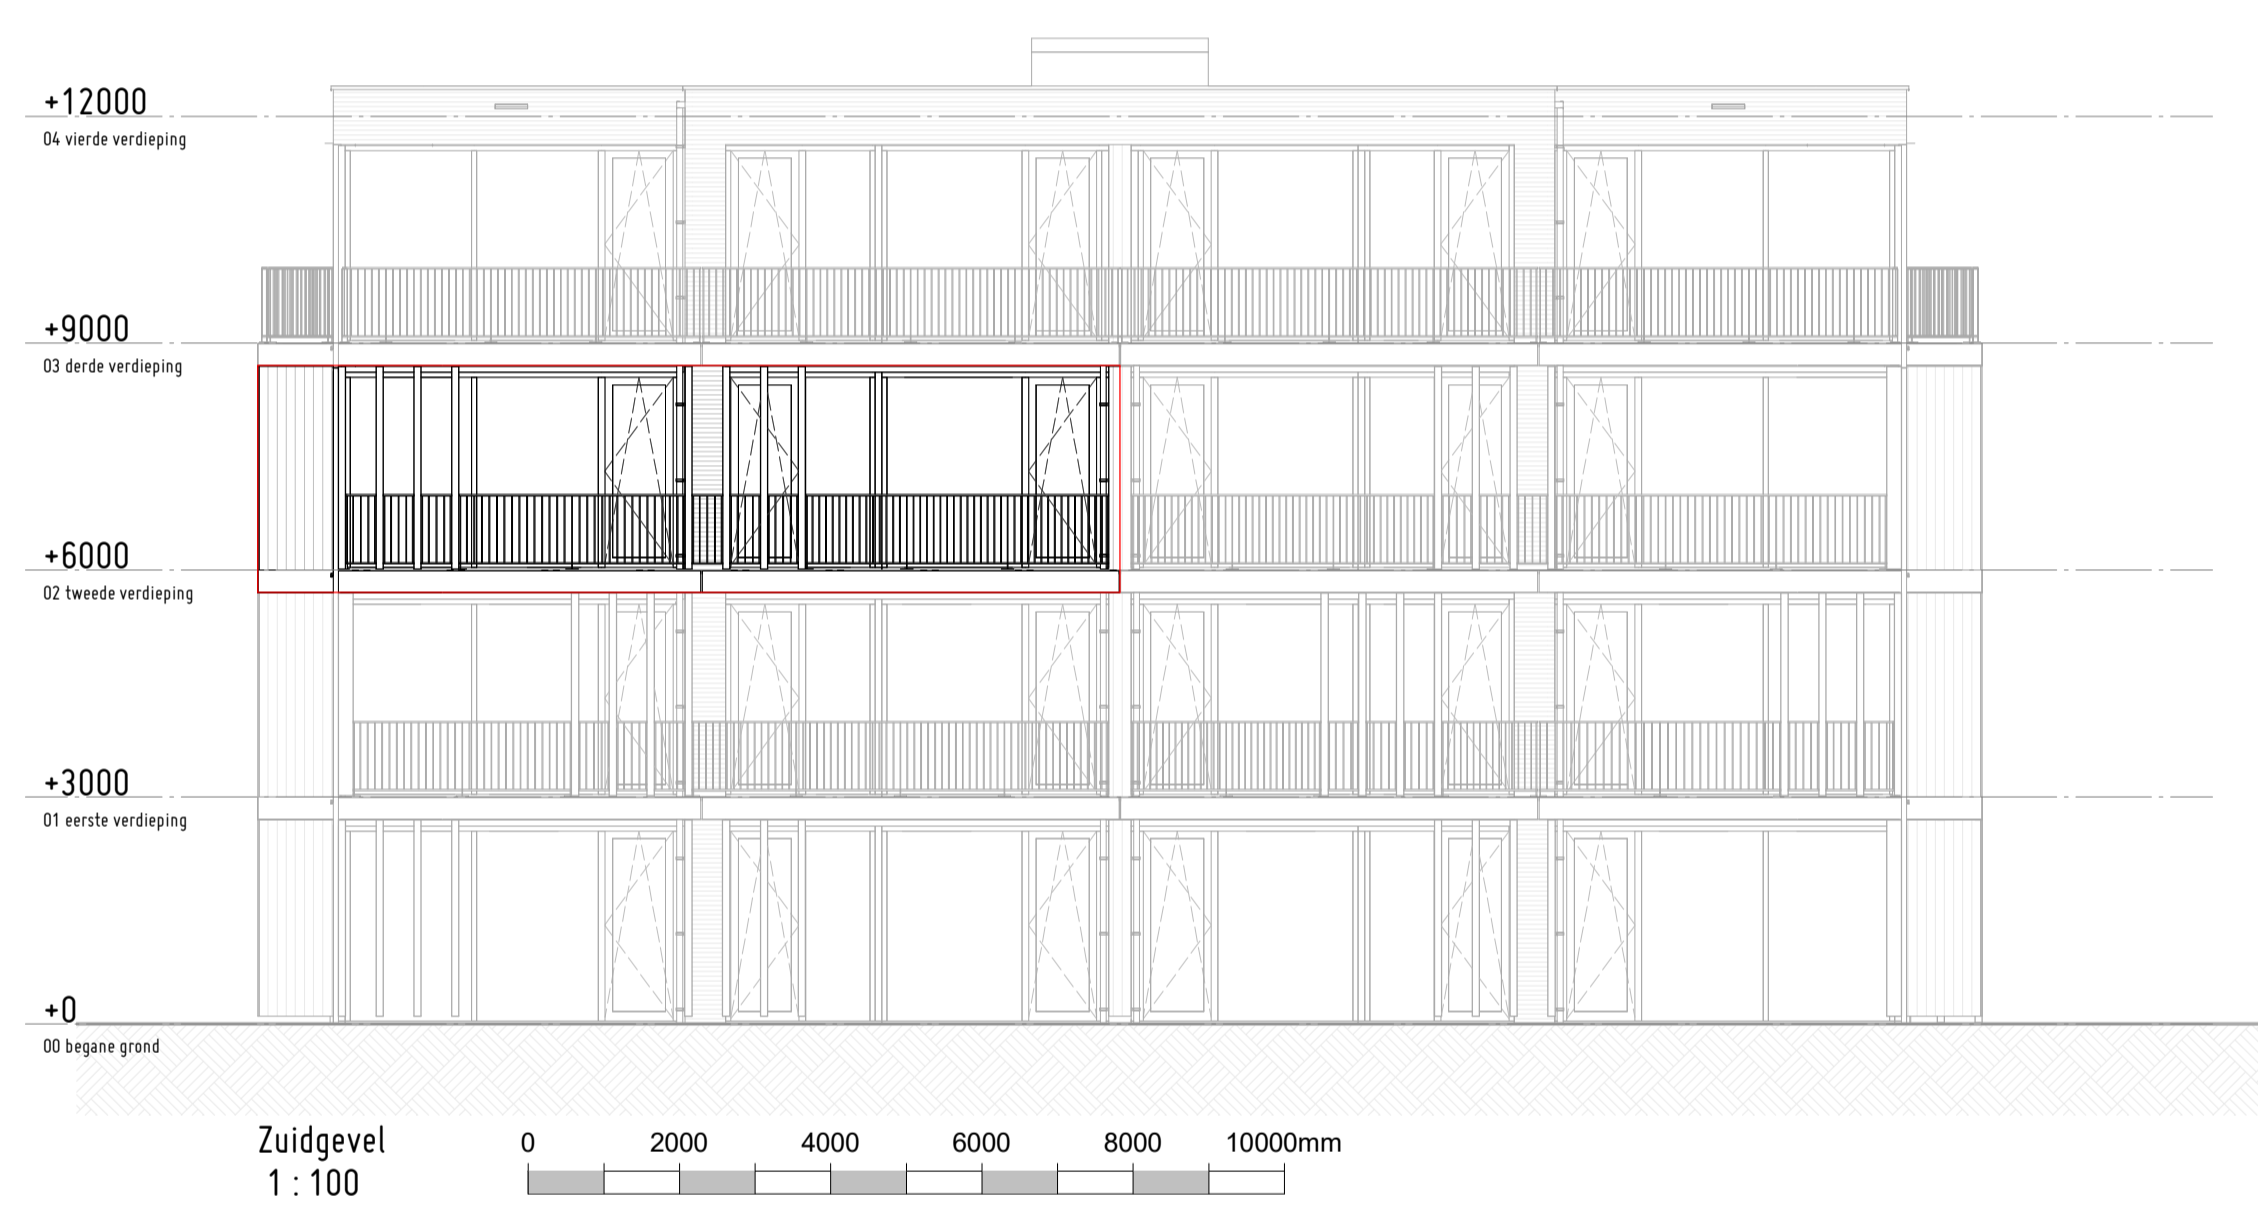 +12000
04 vierde verdieping
+9000
03 derde verdieping
+6000
02 tweede verdieping
+3000
01 eerste verdieping
+0
00 begane grond
Zuidgevel
1 : 100
0 2000 4000 6000 8000 10000mm